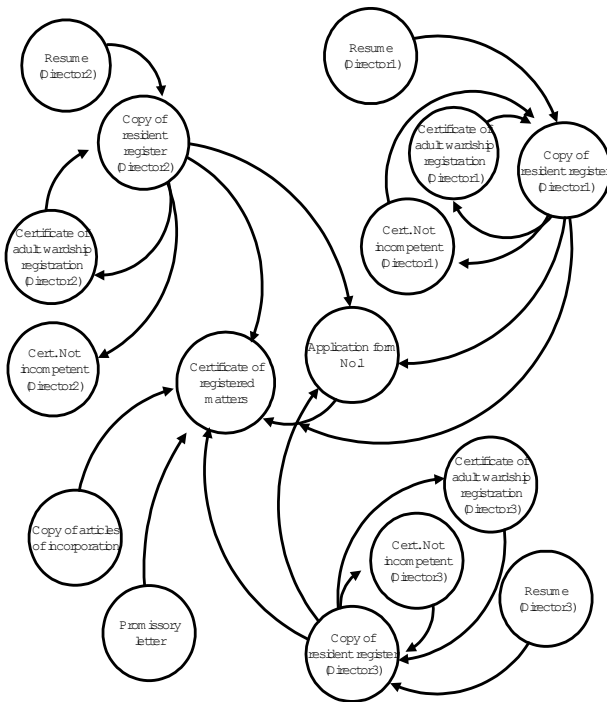 Resume
(Director2)
Resume
(Director1)
Copy of
resident
register
(Director2)
Certificate of
adult wardship
registration
(Director1)
Copy of
resident register
(Director1)
Certificate of
adult wardship
registration
(Director2)
Cert. Not
incompetent
(Director1)
Cert. Not
incompetent
(Director2)
Certificate of
registered
matters
Application form
No.1
Certificate of
adult wardship
registration
(Director3)
Copy of articles
of incorporation
Cert. Not
incompetent
(Director3)
Resume
(Director3)
Promissory
letter
Copy of
resident register
(Director3)